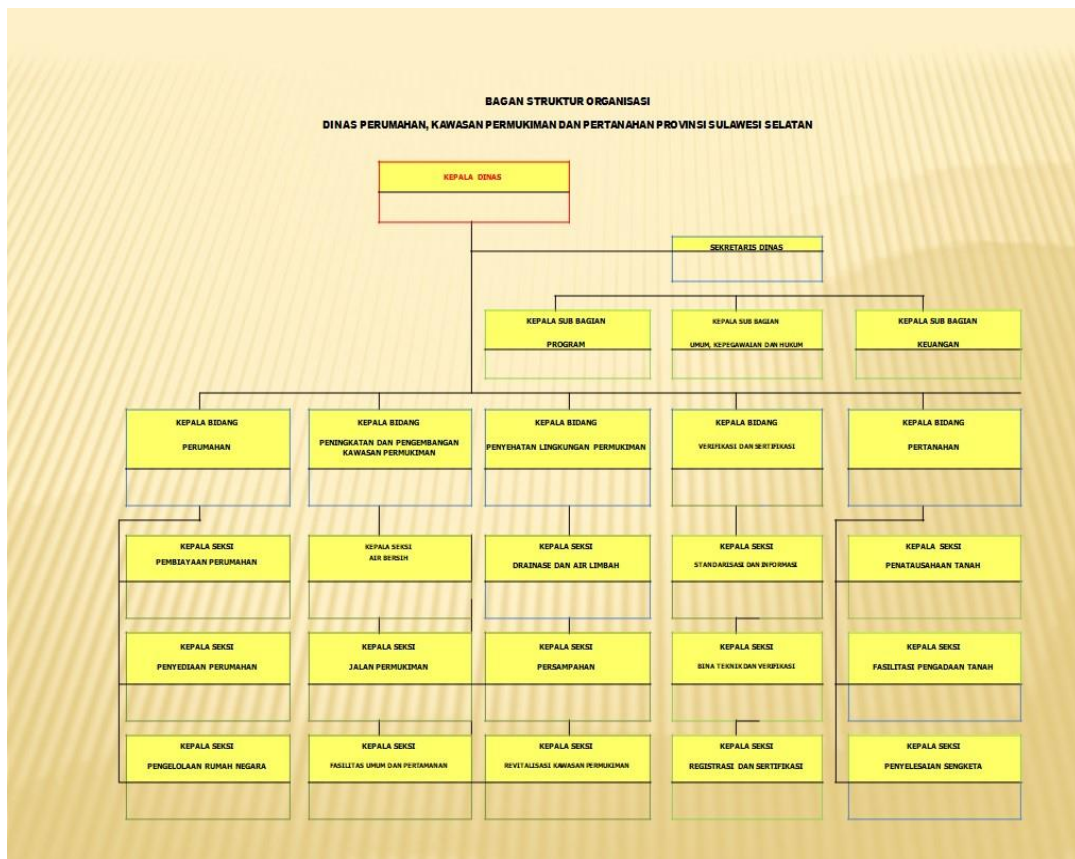 BAGAN STRUKTUR ORGANISASI
DINAS PERUMAHAN, KAWASAN PERMUKIMAN DAN PERTANAHAN PROVINSI SULAWESI SELATAN
KEPALA DINAS
SEKRETARIS DINAS
KEPALA SUB BAGIAN
PROGRAM
KEPALA SUB BAGIAN
UMUM, KEPEGAWAIAN DAN HUKUM
KEPALA SUB BAGIAN
KEUANGAN
KEPALA BIDANG
PERUMAHAN
KEPALA BIDANG
PENINGKATAN DAN PENGEMBANGAN
KAWASAN PERMUKIMAN
KEPALA BIDANG
PENYEHATAN LINGKUNGAN PERMUKIMAN
KEPALA BIDANG
VERIFIKASI DAN SERTIFIKASI
KEPALA BIDANG
PERTANAHAN
KEPALA SEKSI
PEMBIAYAAN PERUMAHAN
KEPALA SEKSI
AIR BERSIH
KEPALA SEKSI
DRAINASE DAN AIR LIMBAH
KEPALA SEKSI
STANDARISASI DAN INFORMASI
KEPALA SEKSI
PENATAUSAHAAN TANAH
KEPALA SEKSI
PENYEDIAAN PERUMAHAN
KEPALA SEKSI
JALAN PERMUKIMAN
KEPALA SEKSI
PERSAMPAHAN
KEPALA SEKSI
BINA TEKNIK DAN VERIFIKASI
KEPALA SEKSI
FASILITASI PENGADAAN TANAH
KEPALA SEKSI
PENGELOLAAN RUMAH NEGARA
KEPALA SEKSI
FASILITAS UMUM DAN PERTAMANAN
KEPALA SEKSI
REVITALISASI KAWASAN PERMUKIMAN
KEPALA SEKSI
REGISTRASI DAN SERTIFIKASI
KEPALA SEKSI
PENYELESAIAN SENGKETA